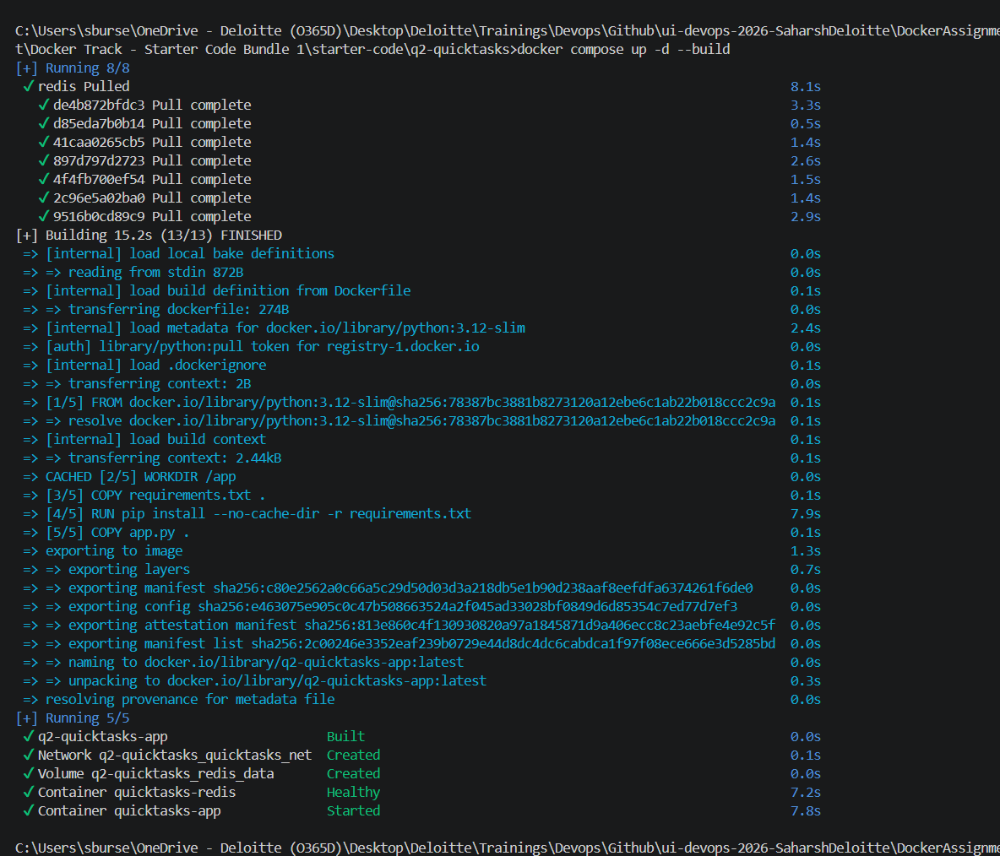 C:\Users\sburse\OneDrive - Deloitte (O365D)\Desktop\Deloitte\Trainings\Devops\Github\ui-devops-2026-SaharshDeloitte\DockerAssignme
t\Docker Track - Starter Code Bundle 1\starter-code\q2-quicktasks>docker compose up -d --build
[+] Running 8/8
✓ redis Pulled 8.1s
✓ de4b872bfdc3 Pull complete 3.3s
✓ d85eda7b0b14 Pull complete 0.5s
✓ 41caa0265cb5 Pull complete 1.4s
✓ 897d797d2723 Pull complete 2.6s
✓ 4f4fb700ef54 Pull complete 1.5s
✓ 2c96e5a02ba0 Pull complete 1.4s
✓ 9516b0cd89c9 Pull complete 2.9s
[+] Building 15.2s (13/13) FINISHED
=> [internal] load local bake definitions 0.0s
=> => reading from stdin 872B 0.0s
=> [internal] load build definition from Dockerfile 0.1s
=> => transferring dockerfile: 274B 0.0s
=> [internal] load metadata for docker.io/library/python:3.12-slim 2.4s
=> [auth] library/python:pull token for registry-1.docker.io 0.0s
=> [internal] load .dockerignore 0.1s
=> => transferring context: 2B 0.0s
=> [1/5] FROM docker.io/library/python:3.12-slim@sha256:78387bc3881b8273120a12ebe6c1ab22b018ccc2c9a 0.1s
=> => resolve docker.io/library/python:3.12-slim@sha256:78387bc3881b8273120a12ebe6c1ab22b018ccc2c9a 0.1s
=> [internal] load build context 0.1s
=> => transferring context: 2.44kB 0.1s
=> CACHED [2/5] WORKDIR /app 0.0s
=> [3/5] COPY requirements.txt . 0.1s
=> [4/5] RUN pip install --no-cache-dir -r requirements.txt 7.9s
=> [5/5] COPY app.py . 0.1s
=> exporting to image 1.3s
=> => exporting layers 0.7s
=> => exporting manifest sha256:c80e2562a0c66a5c29d50d03d3a218db5e1b90d238aaf8eefdfa6374261f6de0 0.0s
=> => exporting config sha256:e463075e905c0c47b508663524a2f045ad33028bf0849d6d85354c7ed77d7ef3 0.0s
=> => exporting attestation manifest sha256:813e860c4f130930820a97a1845871d9a406ecc8c23aebfe4e92c5f 0.0s
=> => exporting manifest list sha256:2c00246e3352eaf239b0729e44d8dc4dc6cabdca1f97f08ece666e3d5285bd 0.0s
=> => naming to docker.io/library/q2-quicktasks-app:latest 0.0s
=> => unpacking to docker.io/library/q2-quicktasks-app:latest 0.3s
=> resolving provenance for metadata file 0.0s
[+] Running 5/5
✓ q2-quicktasks-app Built 0.0s
✓ Network q2-quicktasks_quicktasks_net Created 0.1s
✓ Volume q2-quicktasks_redis_data Created 0.0s
✓ Container quicktasks-redis Healthy 7.2s
✓ Container quicktasks-app Started 7.8s
C:\Users\sburse\OneDrive - Deloitte (O365D)\Desktop\Deloitte\Trainings\Devops\Github\ui-devops-2026-SaharshDeloitte\DockerAssignme